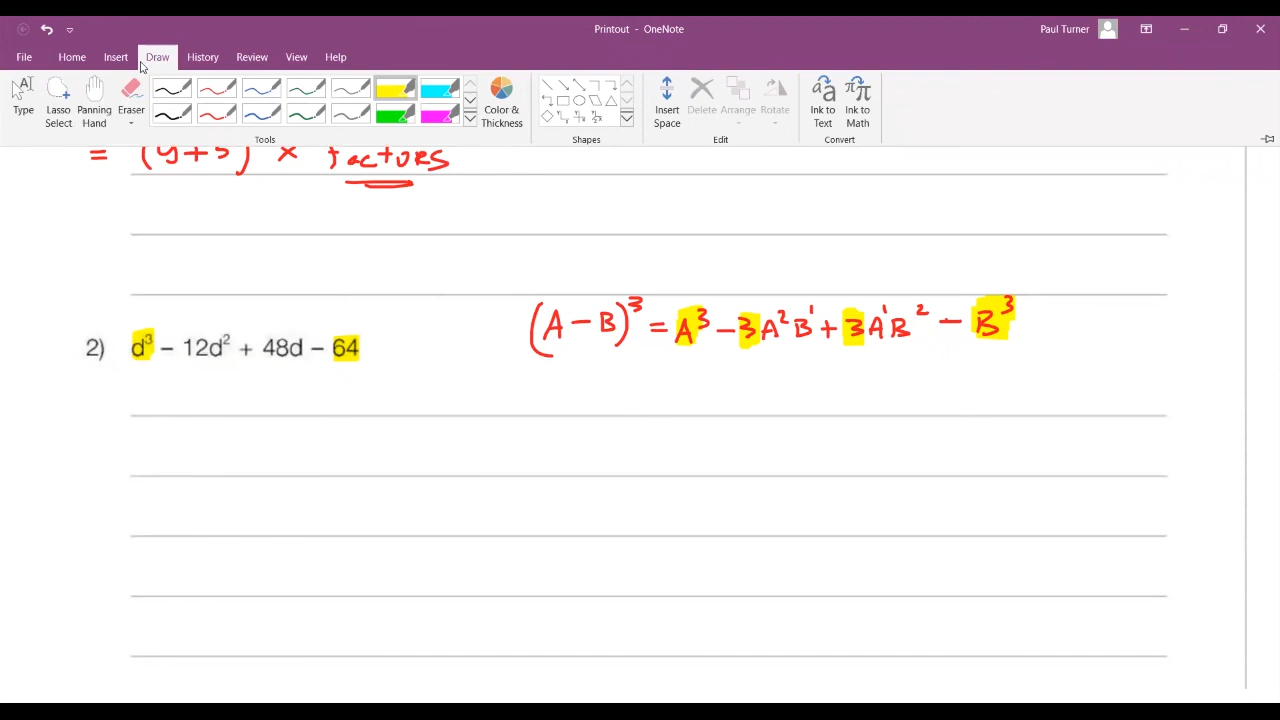 Printout - OneNote
Paul Turner
File Home Insert Draw History Review View Help
Type
Lasso Select
Panning Hand
Eraser
Color & Thickness
Insert Space
Delete
Arrange
Rotate
Ink to Text
Ink to Math
Tools
Shapes
Edit
Convert
= (y+5) × factors
(A - B)³ = A³ - 3A²B¹ + 3A¹B² - B³
2) d³ - 12d² + 48d - 64